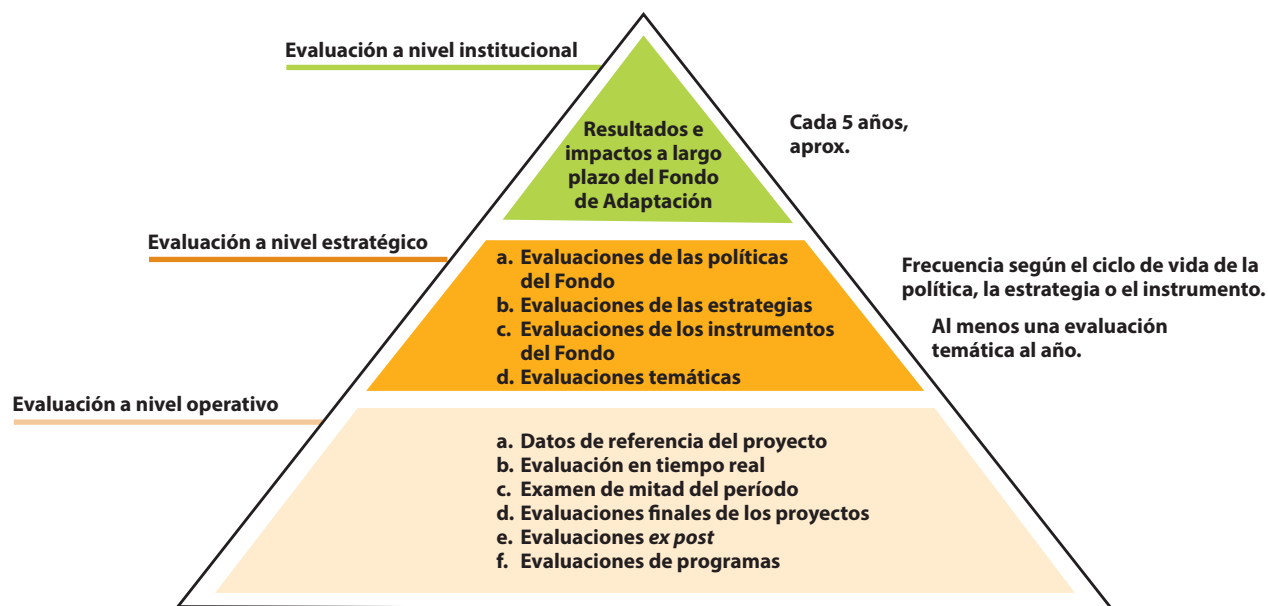 Evaluación a nivel institucional
Resultados e
impactos a largo
plazo del Fondo
de Adaptación
Cada 5 años,
aprox.
Evaluación a nivel estratégico
a. Evaluaciones de las políticas
del Fondo
b. Evaluaciones de las estrategias
c. Evaluaciones de los instrumentos
del Fondo
d. Evaluaciones temáticas
Frecuencia según el ciclo de vida de la
política, la estrategia o el instrumento.
Al menos una evaluación
temática al año.
Evaluación a nivel operativo
a. Datos de referencia del proyecto
b. Evaluación en tiempo real
c. Examen de mitad del período
d. Evaluaciones finales de los proyectos
e. Evaluaciones ex post
f. Evaluaciones de programas